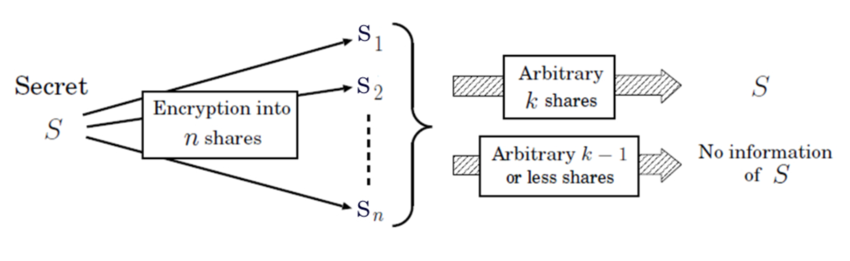 Secret
S
Encryption into
n shares
S1
S2
Sn
Arbitrary
k shares
S
Arbitrary k − 1
or less shares
No information
of S